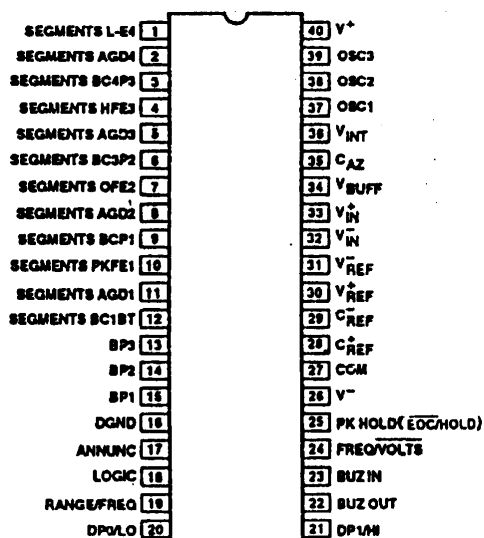 SEGMENTS L-E4 1
SEGMENTS AGD4 2
SEGMENTS BC4P3 3
SEGMENTS HFE3 4
SEGMENTS AGD3 5
SEGMENTS BC3P2 6
SEGMENTS OFE2 7
SEGMENTS AGD2 8
SEGMENTS BCP1 9
SEGMENTS PKFE1 10
SEGMENTS AGD1 11
SEGMENTS BC1BT 12
BP3 13
BP2 14
BP1 15
DGND 16
ANNUNC 17
LOGIC 18
RANGE/FREQ 19
DP0/LO 20
40 V+
39 OSC3
38 OSC2
37 OSC1
36 VINT
35 CAZ
34 VBUFF
33 V+IN
32 V-IN
31 V-REF
30 V+REF
29 C-REF
28 C+REF
27 COM
26 V-
25 PK HOLD(EOC/HOLD)
24 FREQ/VOLTS
23 BUZ IN
22 BUZ OUT
21 DP1/HI